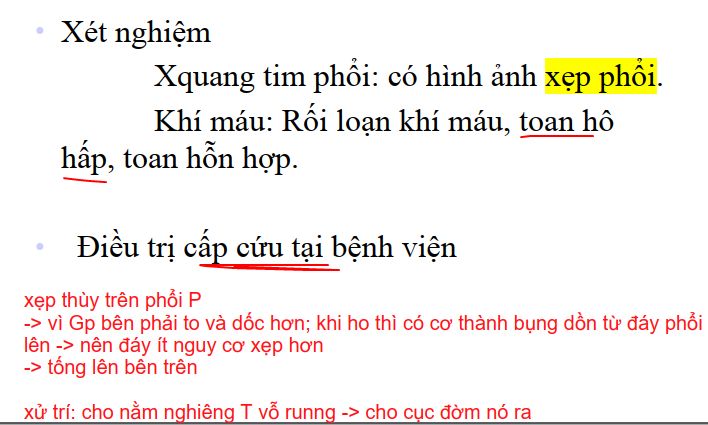 • Xét nghiệm
Xquang tim phổi: có hình ảnh xẹp phổi.
Khí máu: Rối loạn khí máu, toan hô
hấp, toan hỗn hợp.
• Điều trị cấp cứu tại bệnh viện
xẹp thùy trên phổi P
-> vì Gp bên phải to và dốc hơn; khi ho thì có cơ thành bụng dồn từ đáy phổi
lên -> nên đáy ít nguy cơ xẹp hơn
-> tống lên bên trên
xử trí: cho nằm nghiêng T vỗ runng -> cho cục đờm nó ra